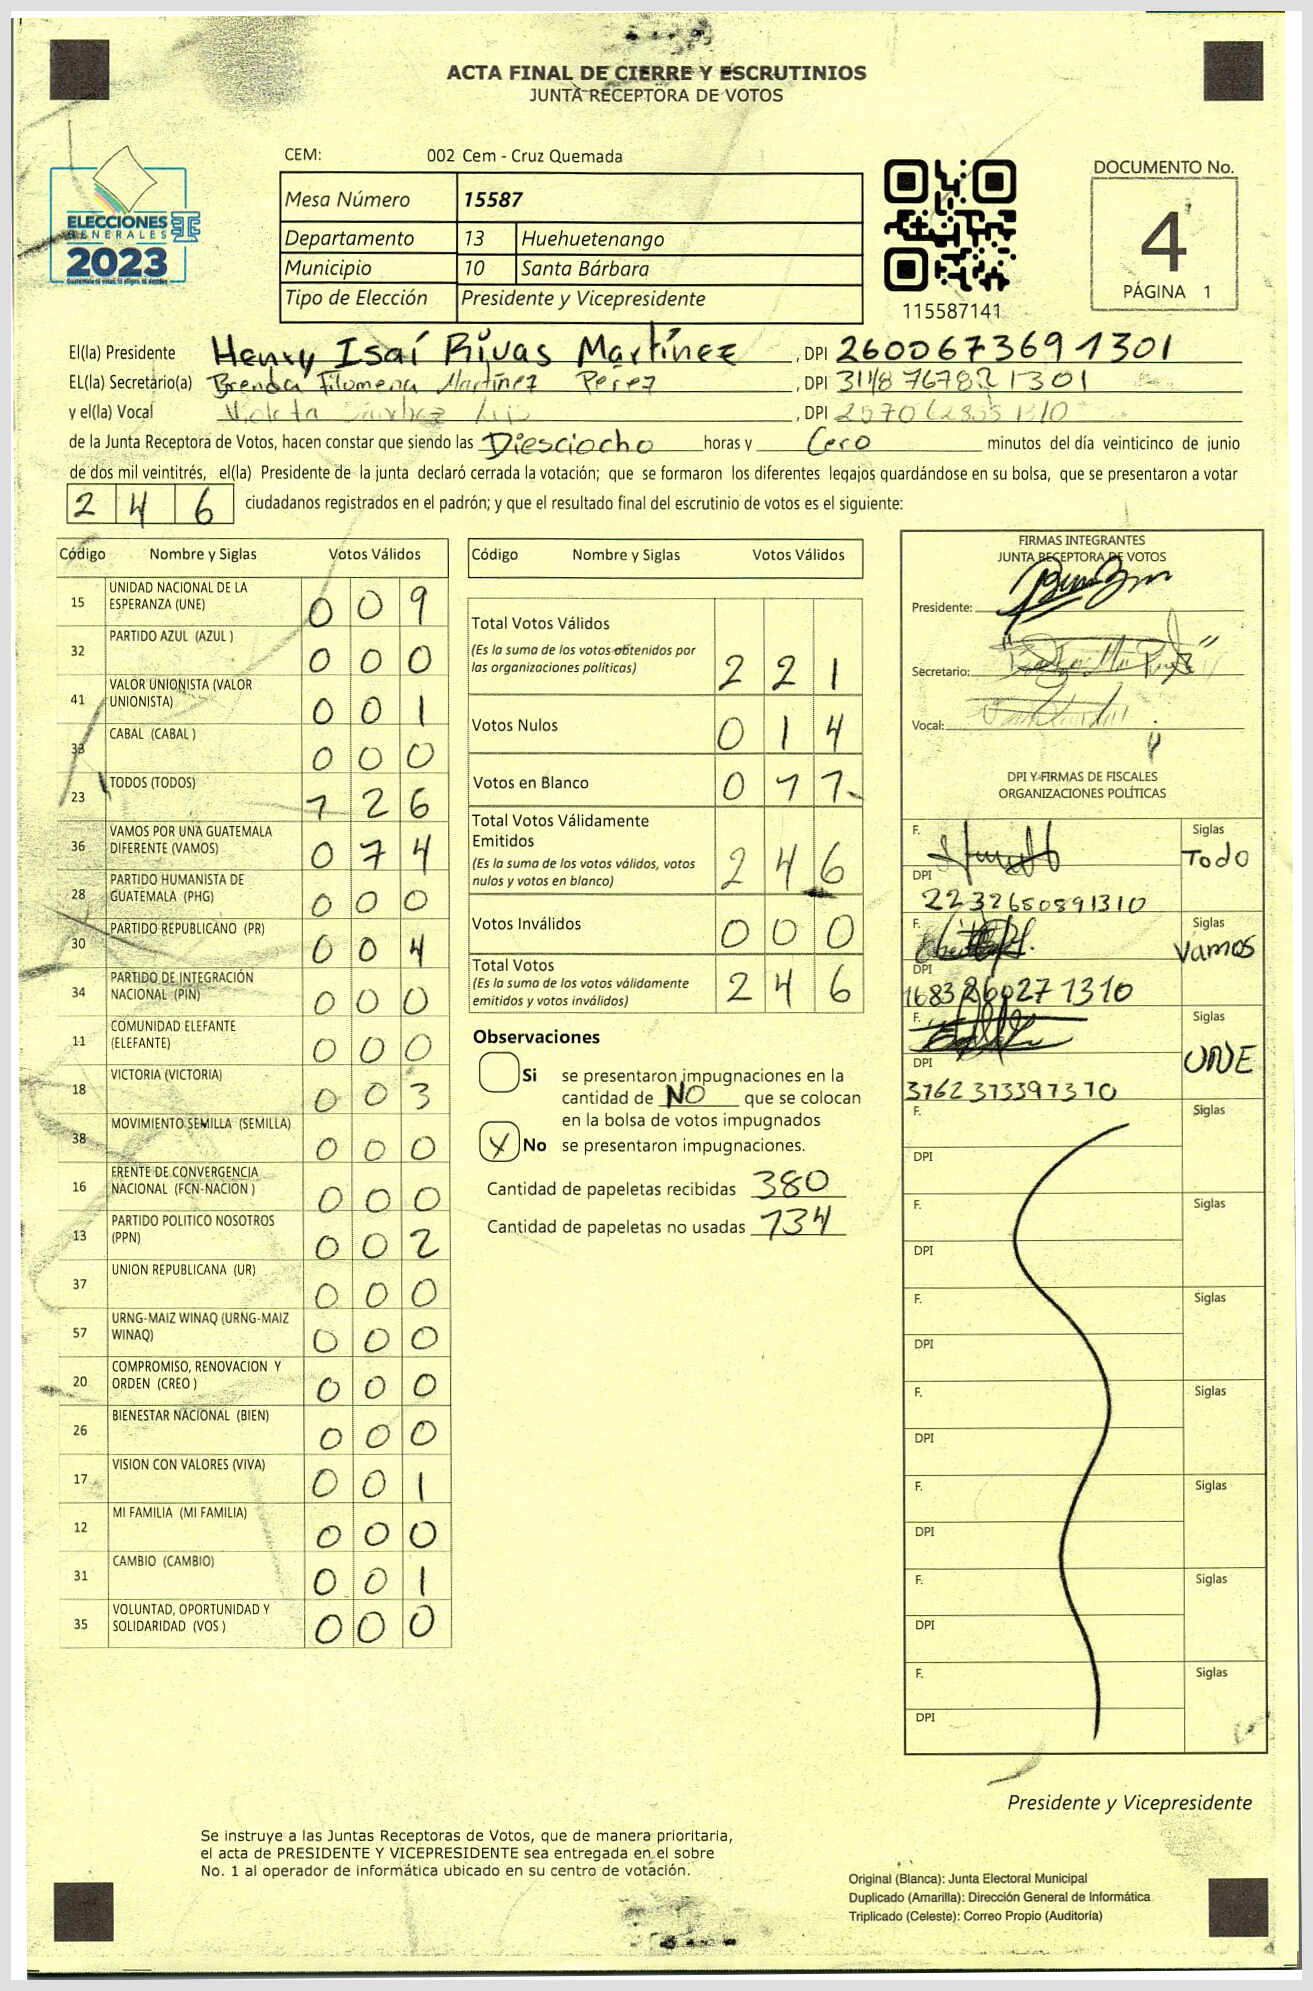 ACTA FINAL DE CIERRE Y ESCRUTINIOS
JUNTA RECEPTORA DE VOTOS
CEM: 002 Cem - Cruz Quemada
DOCUMENTO No.
4
PÁGINA 1
ELECCIONES
GENERALES
2023
Mesa Número 15587
Departamento 13 Huehuetenango
Municipio 10 Santa Bárbara
Tipo de Elección Presidente y Vicepresidente
115587141
El(la) Presidente Henry Isaí Rivas Martínez, DPI 2600673691301
EL(la) Secretario(a) Brenda Filomena Martínez Pérez, DPI 3148767821301
y el(la) Vocal, DPI
de la Junta Receptora de Votos, hacen constar que siendo las Diesciocho horas y Cero minutos del día veinticinco de junio
de dos mil veintitrés, el(la) Presidente de la junta declaró cerrada la votación; que se formaron los diferentes legajos quardándose en su bolsa, que se presentaron a votar
246 ciudadanos registrados en el padrón; y que el resultado final del escrutinio de votos es el siguiente:
Código Nombre y Siglas Votos Válidos
15 UNIDAD NACIONAL DE LA ESPERANZA (UNE) 0 0 9
32 PARTIDO AZUL (AZUL ) 0 0 0
41 VALOR UNIONISTA (VALOR UNIONISTA) 0 0 1
33 CABAL (CABAL ) 0 0 0
23 TODOS (TODOS) 1 2 6
36 VAMOS POR UNA GUATEMALA DIFERENTE (VAMOS) 0 7 4
28 PARTIDO HUMANISTA DE GUATEMALA (PHG) 0 0 0
30 PARTIDO REPUBLICANO (PR) 0 0 4
34 PARTIDO DE INTEGRACIÓN NACIONAL (PIN) 0 0 0
11 COMUNIDAD ELEFANTE (ELEFANTE) 0 0 0
18 VICTORIA (VICTORIA) 0 0 3
38 MOVIMIENTO SEMILLA (SEMILLA) 0 0 0
16 FRENTE DE CONVERGENCIA NACIONAL (FCN-NACION ) 0 0 0
13 PARTIDO POLITICO NOSOTROS (PPN) 0 0 2
37 UNION REPUBLICANA (UR) 0 0 0
57 URNG-MAIZ WINAQ (URNG-MAIZ WINAQ) 0 0 0
20 COMPROMISO, RENOVACION Y ORDEN (CREO ) 0 0 0
26 BIENESTAR NACIONAL (BIEN) 0 0 0
17 VISION CON VALORES (VIVA) 0 0 1
12 MI FAMILIA (MI FAMILIA) 0 0 0
31 CAMBIO (CAMBIO) 0 0 1
35 VOLUNTAD, OPORTUNIDAD Y SOLIDARIDAD (VOS ) 0 0 0
Código Nombre y Siglas Votos Válidos
Total Votos Válidos 2 2 1
(Es la suma de los votos obtenidos por
las organizaciones políticas)
Votos Nulos 0 1 4
Votos en Blanco 0 1 1
Total Votos Válidamente
Emitidos 2 4 6
(Es la suma de los votos válidos, votos
nulos y votos en blanco)
Votos Inválidos 0 0 0
Total Votos 2 4 6
(Es la suma de los votos válidamente
emitidos y votos inválidos)
Observaciones
Si se presentaron impugnaciones en la
cantidad de NO que se colocan
en la bolsa de votos impugnados
X No se presentaron impugnaciones.
Cantidad de papeletas recibidas 380
Cantidad de papeletas no usadas 134
FIRMAS INTEGRANTES
JUNTA RECEPTORA DE VOTOS
Presidente:
Secretario:
Vocal:
DPI Y FIRMAS DE FISCALES
ORGANIZACIONES POLÍTICAS
F. Siglas
Todo
DPI
2232650891310
F. Siglas
Vamos
DPI
1683260271310
F. Siglas
UNE
DPI
3162313391310
F. Siglas
DPI
F. Siglas
DPI
F. Siglas
DPI
F. Siglas
DPI
F. Siglas
DPI
F. Siglas
DPI
F. Siglas
DPI
Presidente y Vicepresidente
Se instruye a las Juntas Receptoras de Votos, que de manera prioritaria,
el acta de PRESIDENTE Y VICEPRESIDENTE sea entregada en el sobre
No. 1 al operador de informática ubicado en su centro de votación.
Original (Blanca): Junta Electoral Municipal
Duplicado (Amarilla): Dirección General de Informática
Triplicado (Celeste): Correo Propio (Auditoría)